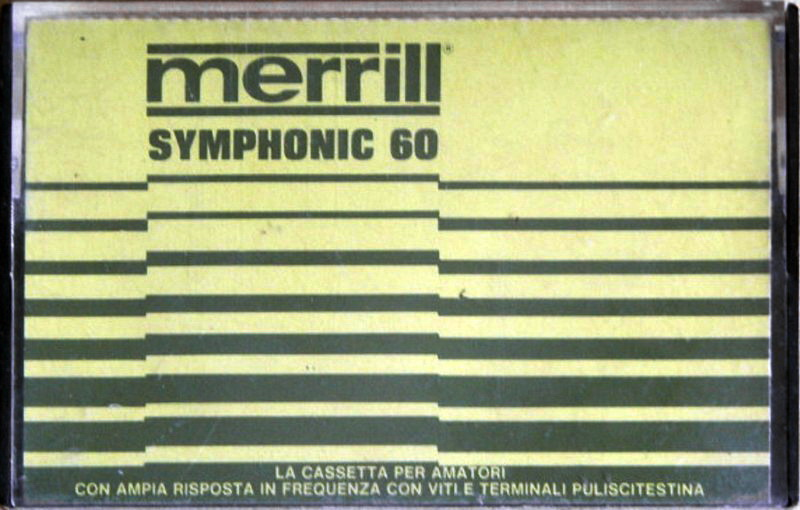 merrill®
SYMPHONIC 60
LA CASSETTA PER AMATORI
CON AMPIA RISPOSTA IN FREQUENZA CON VITI E TERMINALI PULISCITESTINA